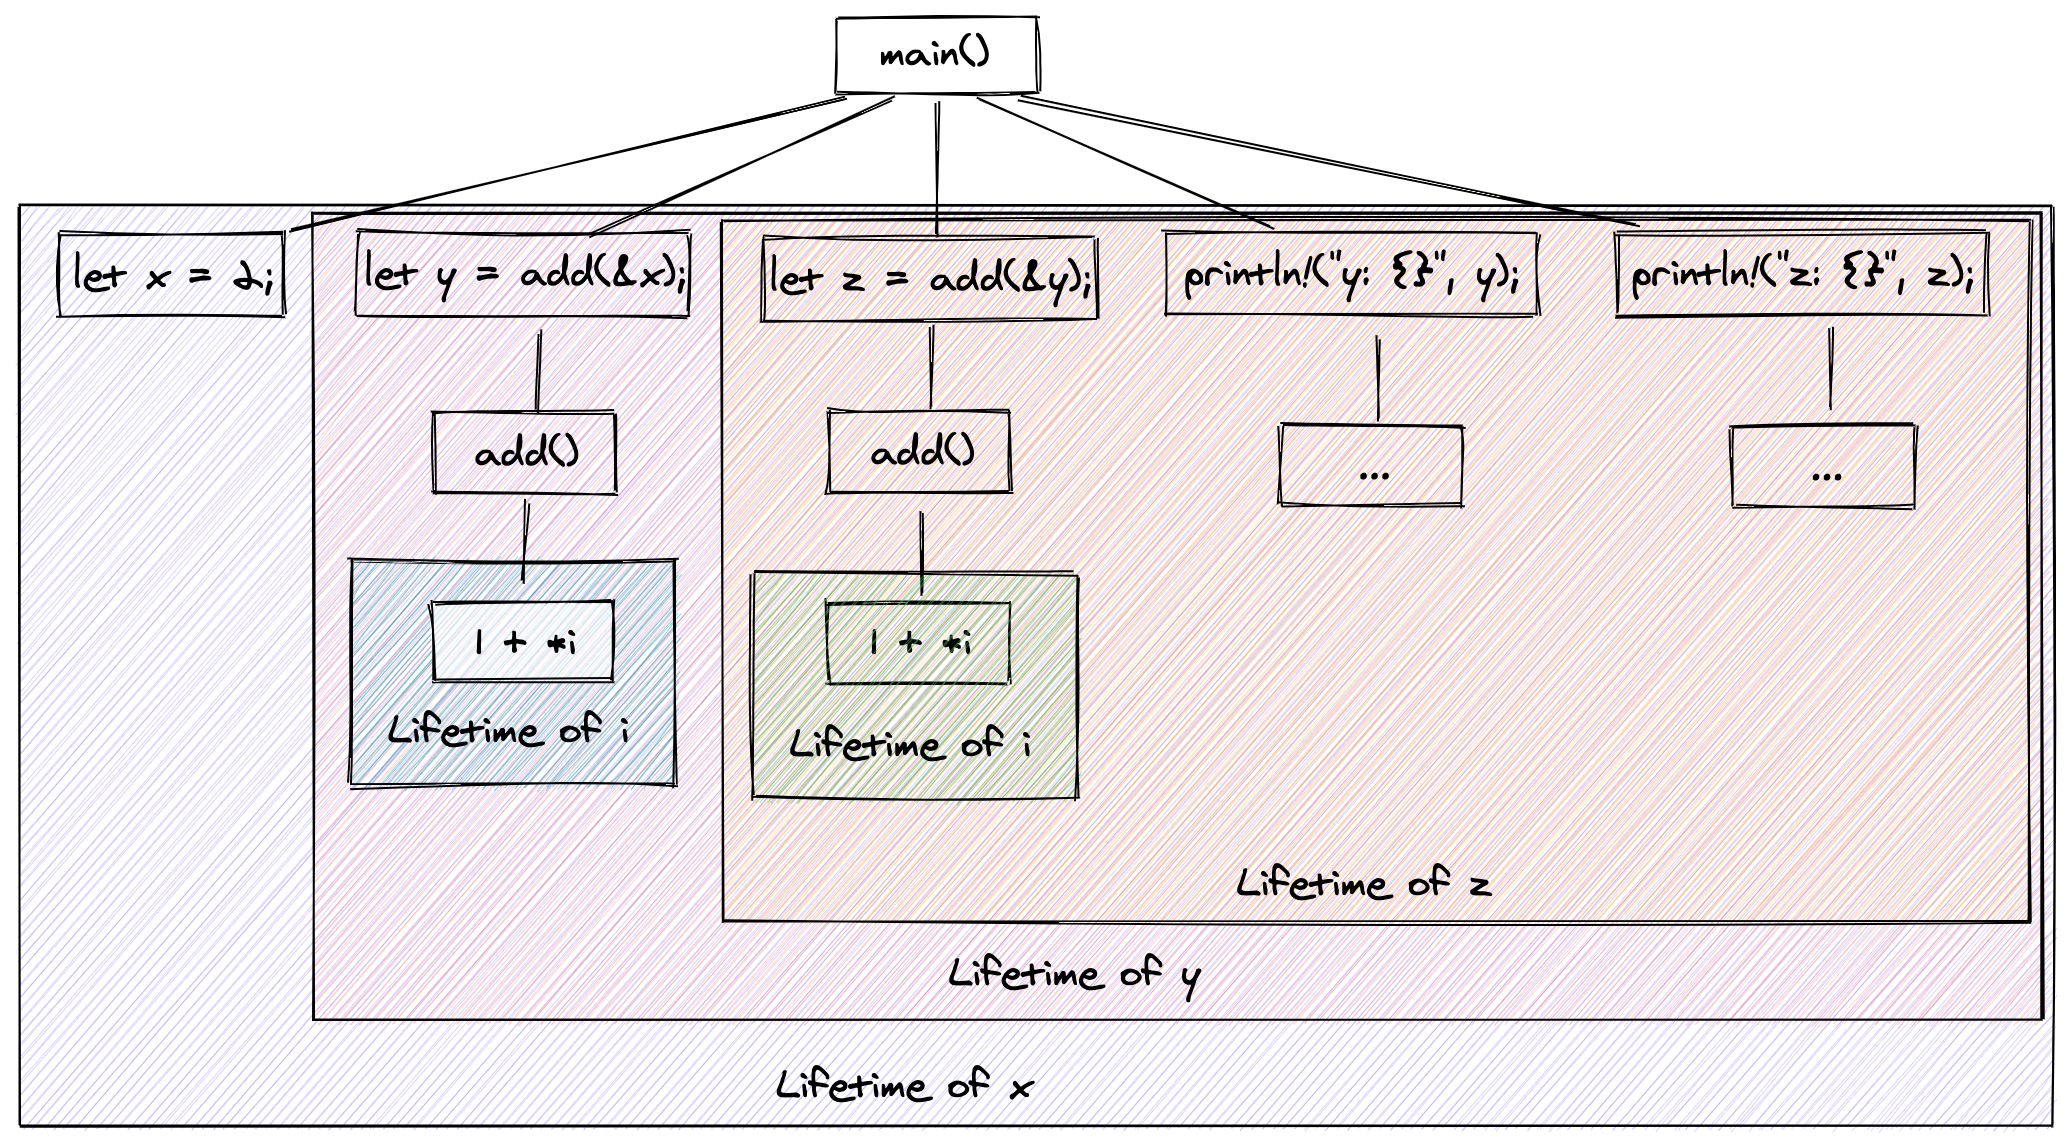 main()
let x = 2;
let y = add(&x);
let z = add(&y);
println!("y: {}", y);
println!("z: {}", z);
add()
add()
...
...
1 + *i
1 + *i
Lifetime of i
Lifetime of i
Lifetime of z
Lifetime of y
Lifetime of x